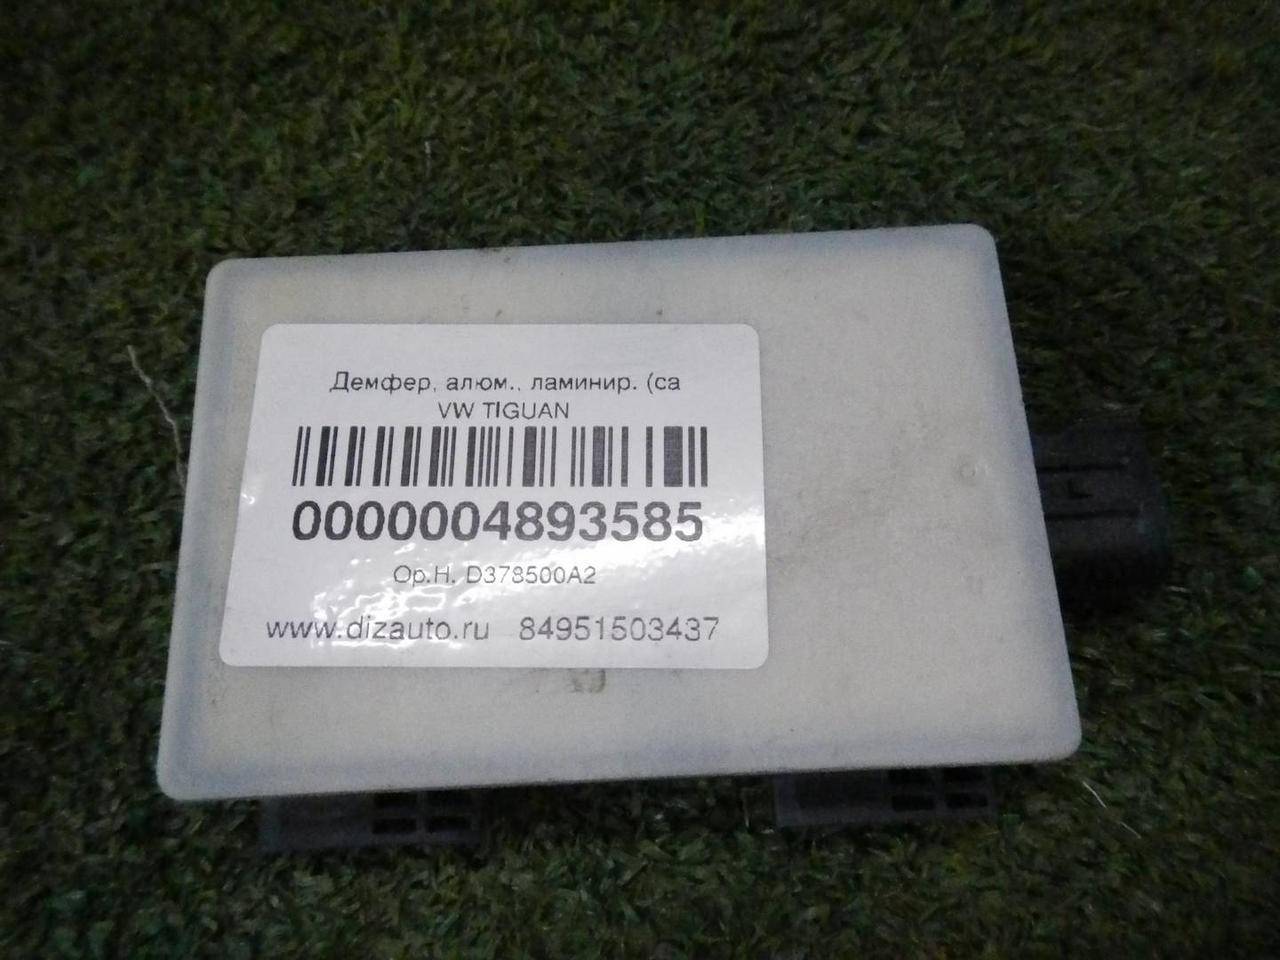 Демфер, алюм., ламинир. (са
VW TIGUAN
0000004893585
Ор.Н. D378500A2
www.dizauto.ru 84951503437